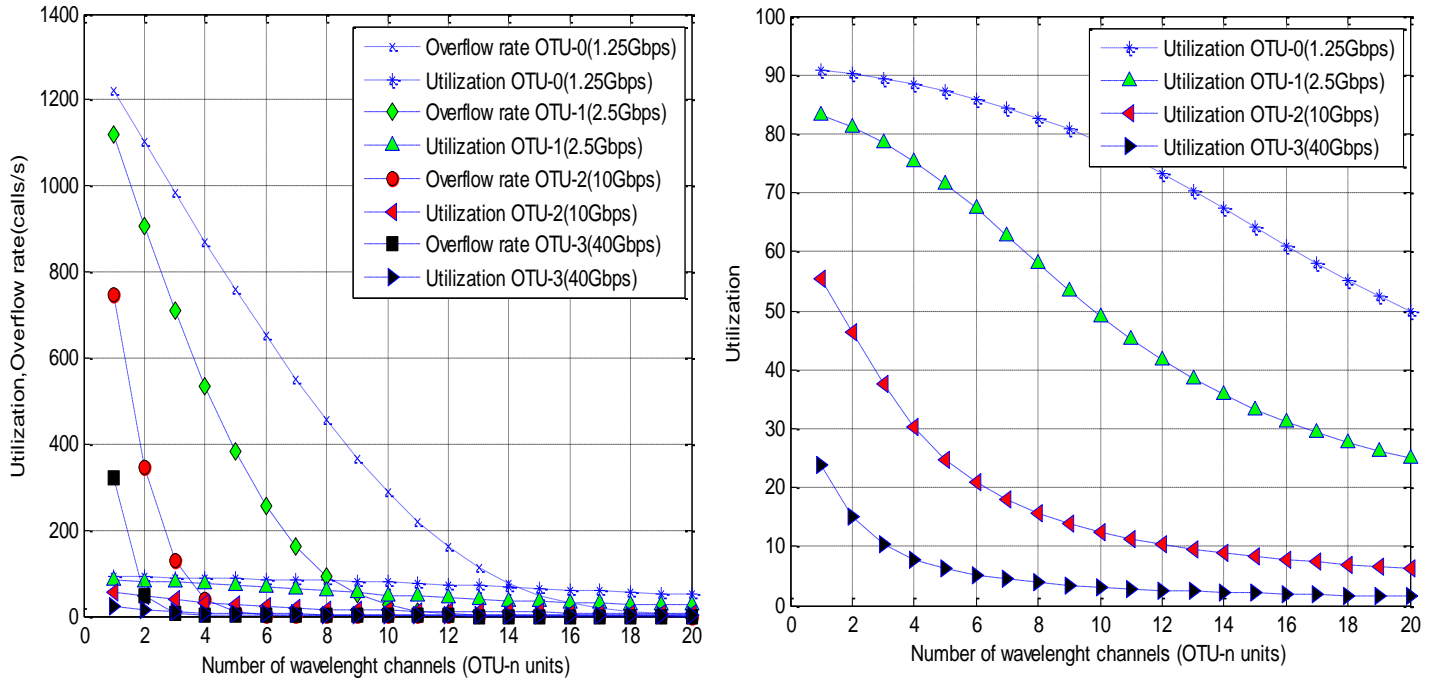 1400
1200
1000
800
600
400
200
0
Utilization,Overflow rate(calls/s)
Overflow rate OTU-0(1.25Gbps)
Utilization OTU-0(1.25Gbps)
Overflow rate OTU-1(2.5Gbps)
Utilization OTU-1(2.5Gbps)
Overflow rate OTU-2(10Gbps)
Utilization OTU-2(10Gbps)
Overflow rate OTU-3(40Gbps)
Utilization OTU-3(40Gbps)
0 2 4 6 8 10 12 14 16 18 20
Number of wavelenght channels (OTU-n units)
100
90
80
70
60
50
40
30
20
10
0
Utilization
Utilization OTU-0(1.25Gbps)
Utilization OTU-1(2.5Gbps)
Utilization OTU-2(10Gbps)
Utilization OTU-3(40Gbps)
0 2 4 6 8 10 12 14 16 18 20
Number of wavelenght channels (OTU-n units)